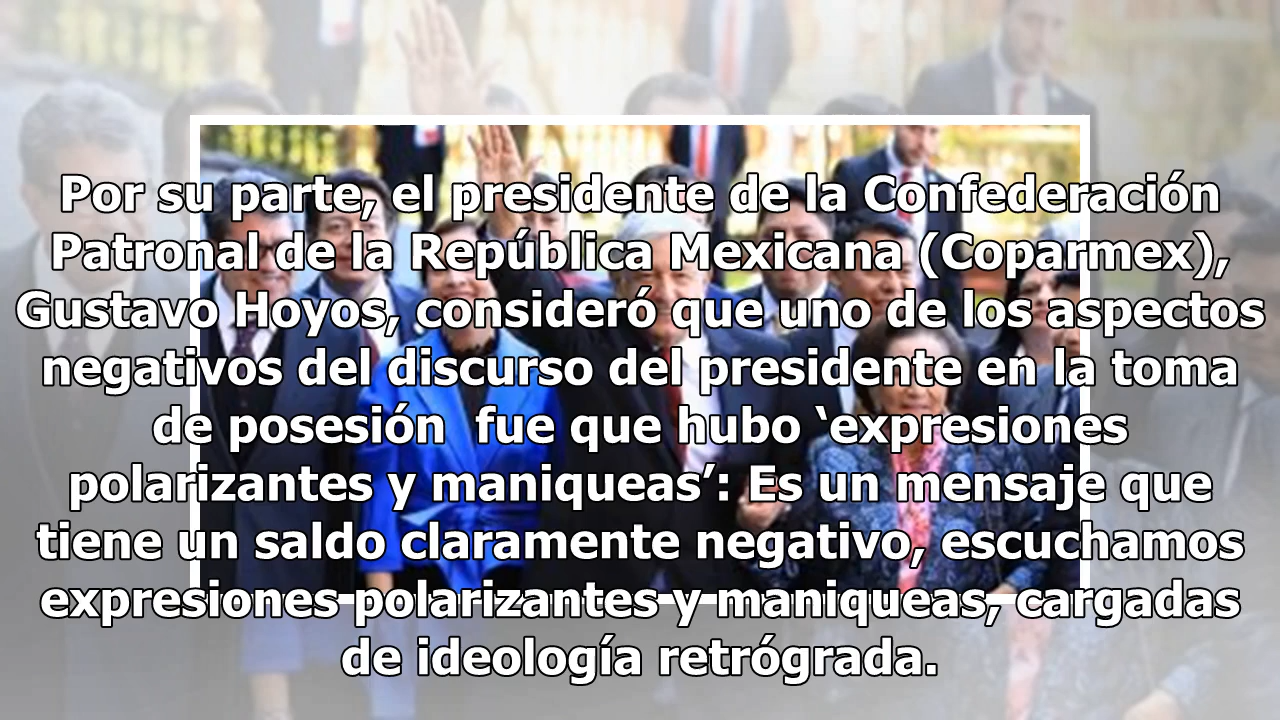 Por su parte, el presidente de la Confederación
Patronal de la República Mexicana (Coparmex),
Gustavo Hoyos, consideró que uno de los aspectos
negativos del discurso del presidente en la toma
de posesión  fue que hubo ‘expresiones
polarizantes y maniqueas’: Es un mensaje que
tiene un saldo claramente negativo, escuchamos
expresiones polarizantes y maniqueas, cargadas
de ideología retrógrada.